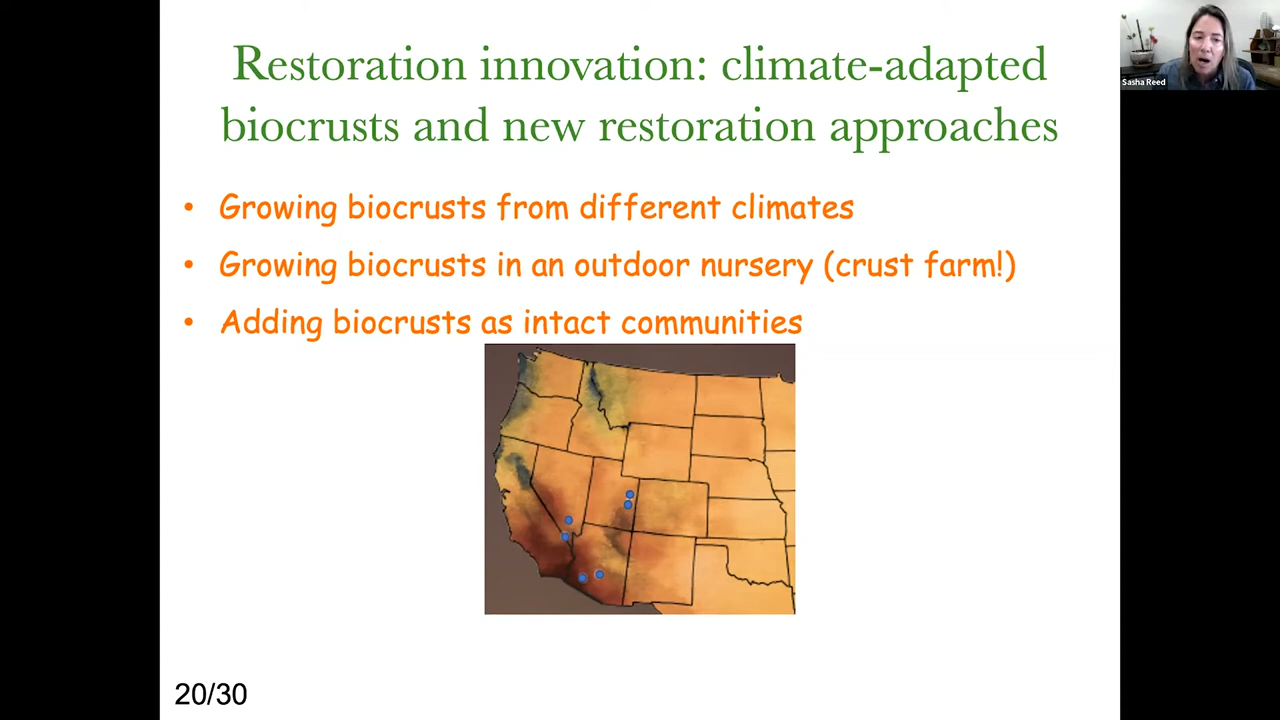 Restoration innovation: climate-adapted
biocrusts and new restoration approaches
Sasha Reed
• Growing biocrusts from different climates
• Growing biocrusts in an outdoor nursery (crust farm!)
• Adding biocrusts as intact communities
20/30